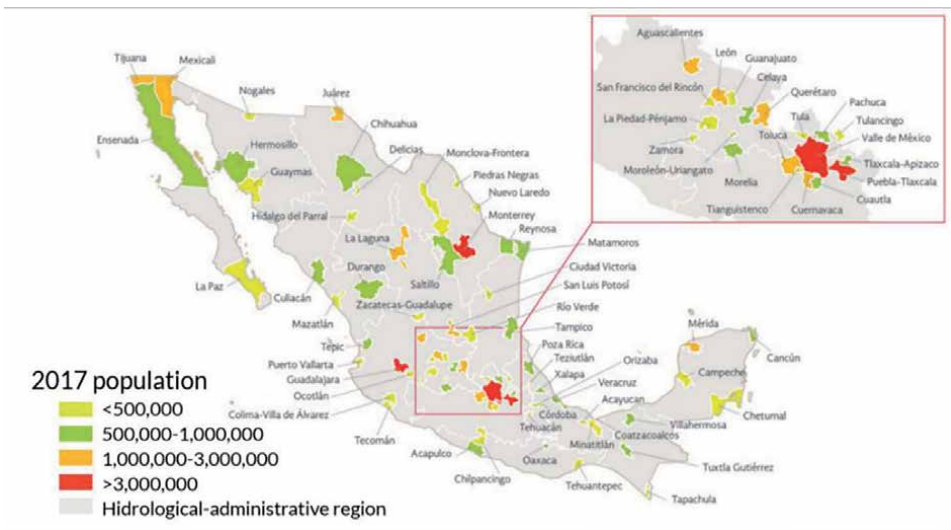 Tijuana
Mexicali
Nogales
Juárez
Ensenada
Hermosillo
Guaymas
Chihuahua
Delicias
Monclova-Frontera
Piedras Negras
Nuevo Laredo
Hidalgo del Parral
Monterrey
Reynosa
La Laguna
Matamoros
La Paz
Durango
Saltillo
Ciudad Victoria
Culiacán
Zacatecas-Guadalupe
San Luis Potosí
Mazatlán
Río Verde
Tepic
Tampico
Puerto Vallarta
Poza Rica
Guadalajara
Teziutlán
Ocotlán
Xalapa
Orizaba
Colima-Villa de Álvarez
Veracruz
Acayucan
Córdoba
Tehuacán
Tecomán
Minatitlán
Coatzacoalcos
Villahermosa
Acapulco
Oaxaca
Chilpancingo
Tehuantepec
Tuxtla Gutiérrez
Tapachula
Mérida
Cancún
Campeche
Chetumal
Aguascalientes
León
Guanajuato
San Francisco del Rincón
Celaya
Querétaro
La Piedad-Pénjamo
Tula
Pachuca
Toluca
Tulancingo
Zamora
Valle de México
Moroleón-Uriangato
Tlaxcala-Apizaco
Morelia
Puebla-Tlaxcala
Tianguistenco
Cuernavaca
Cuautla
2017 population
<500,000
500,000-1,000,000
1,000,000-3,000,000
>3,000,000
Hidrological-administrative region